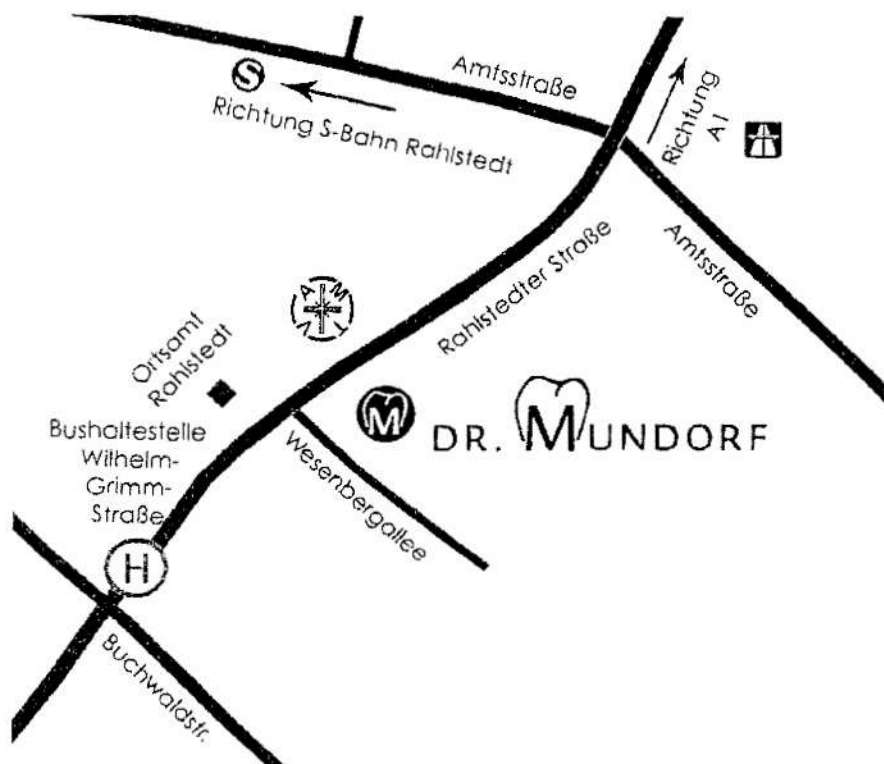 Amtsstraße
S
Richtung S-Bahn Rahlstedt
Richtung
A1
Amtsstraße
Rahlstedter Straße
A M T V
Ortsamt
Rahlstedt
M
DR. MUNDORF
Bushaltestelle
Wilhelm-
Grimm-
Straße
Wesenbergallee
H
Buchwaldstr.